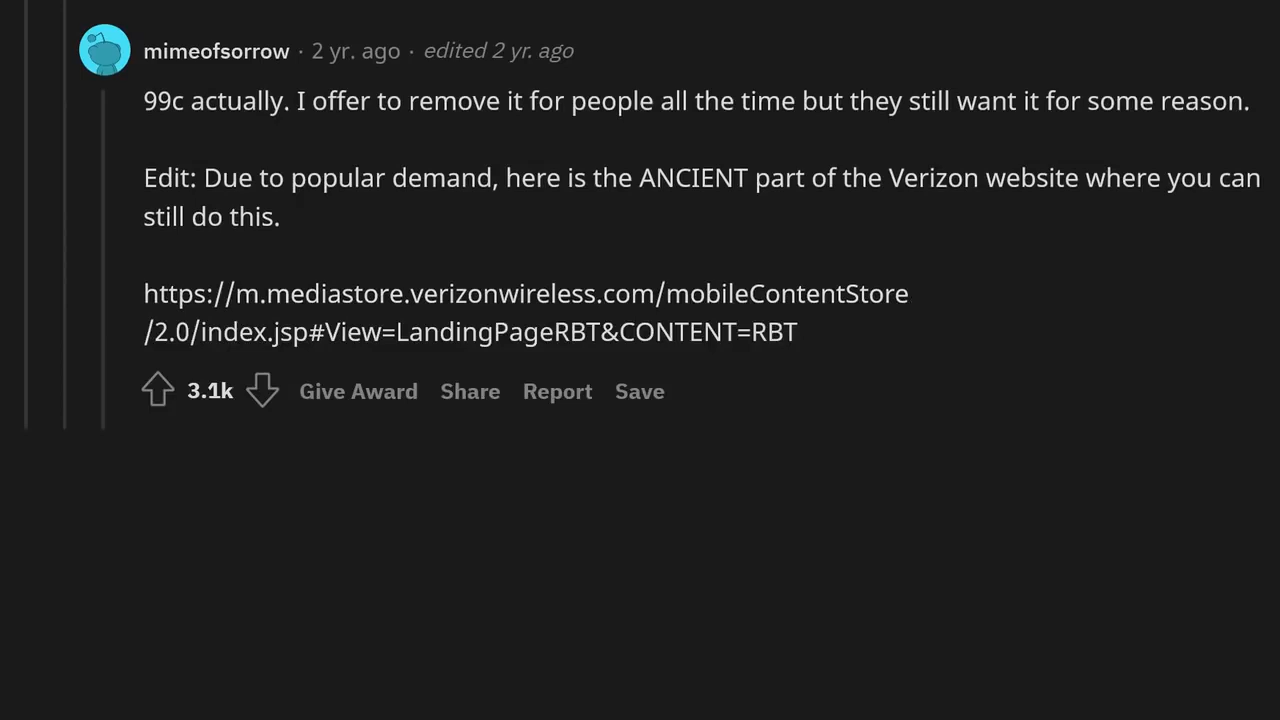 mimeofsorrow · 2 yr. ago · edited 2 yr. ago
99c actually. I offer to remove it for people all the time but they still want it for some reason.
Edit: Due to popular demand, here is the ANCIENT part of the Verizon website where you can
still do this.
https://m.mediastore.verizonwireless.com/mobileContentStore
/2.0/index.jsp#View=LandingPageRBT&CONTENT=RBT
3.1k Give Award Share Report Save